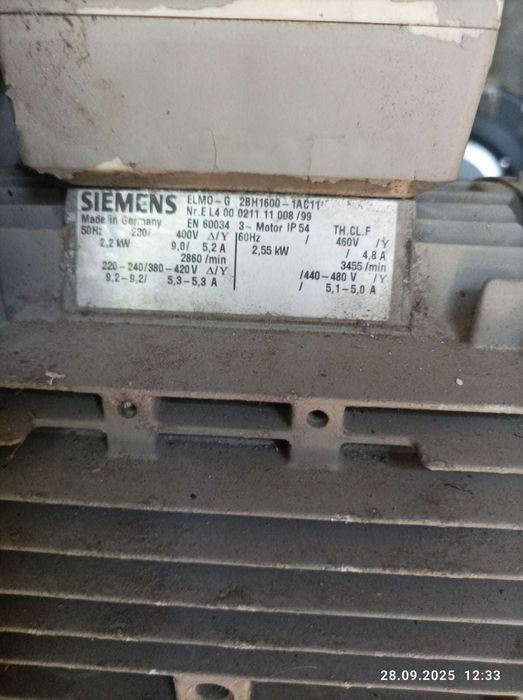 SIEMENS ELMO-G 2BH1600-1AC11
Made in Germany Nr.E L4 00 0211 11 008/99
EN 60034 3~ Motor IP 54 TH.CL.F
50Hz 230/ 400V Δ/Y 60Hz / 460V /Y
2,2 kW 9,0/ 5,2 A 2,55 kW / 4,8 A
2860 /min 3455 /min
220-240/380-420V Δ/Y /440-480 V /Y
9,2-9,2/ 5,3-5,3 A / 5,1-5,0 A
28.09.2025 12:33